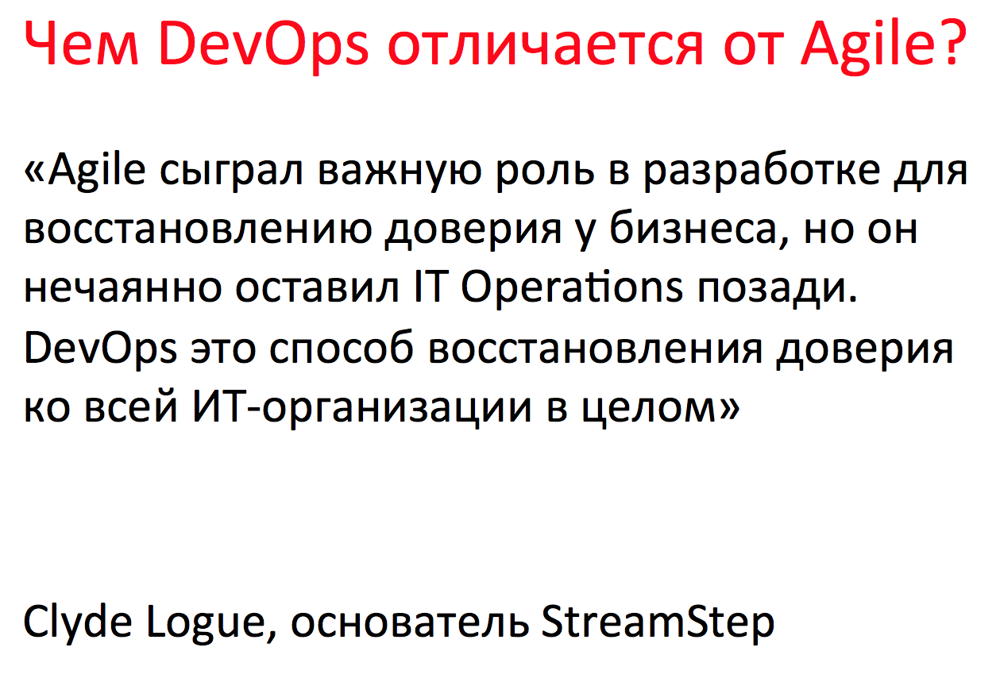 Чем DevOps отличается от Agile?
«Agile сыграл важную роль в разработке для
восстановлению доверия у бизнеса, но он
нечаянно оставил IT Operations позади.
DevOps это способ восстановления доверия
ко всей ИТ-организации в целом»
Clyde Logue, основатель StreamStep